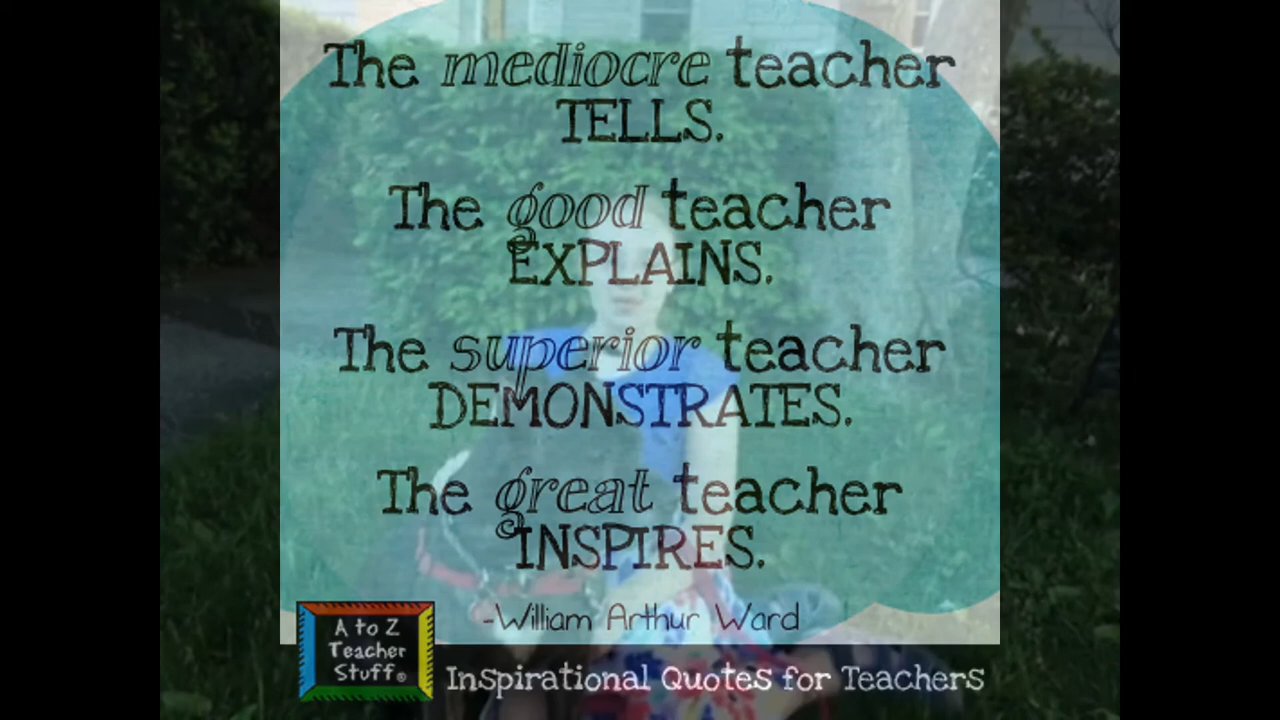 The mediocre teacher
TELLS.
The good teacher
EXPLAINS.
The superior teacher
DEMONSTRATES.
The great teacher
INSPIRES.
-William Arthur Ward
A to Z
Teacher
Stuff®
Inspirational Quotes for Teachers